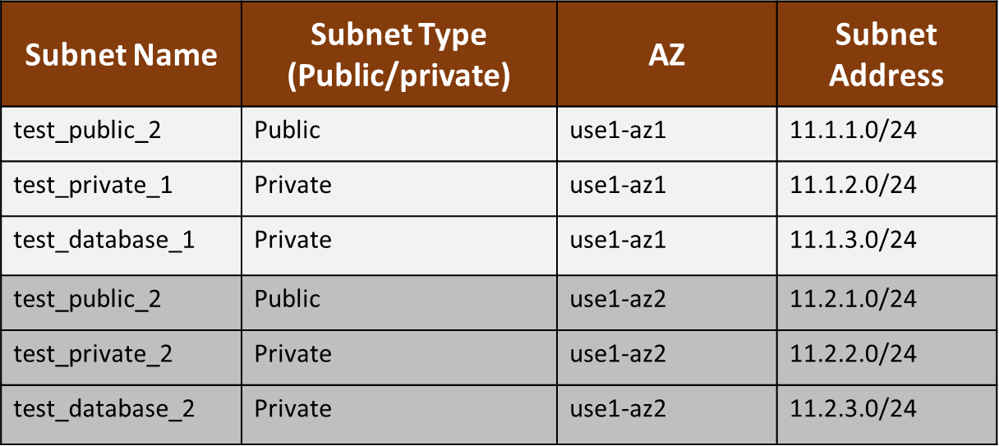 Subnet Name
Subnet Type
(Public/private)
AZ
Subnet
Address
test_public_2
Public
use1-az1
11.1.1.0/24
test_private_1
Private
use1-az1
11.1.2.0/24
test_database_1
Private
use1-az1
11.1.3.0/24
test_public_2
Public
use1-az2
11.2.1.0/24
test_private_2
Private
use1-az2
11.2.2.0/24
test_database_2
Private
use1-az2
11.2.3.0/24